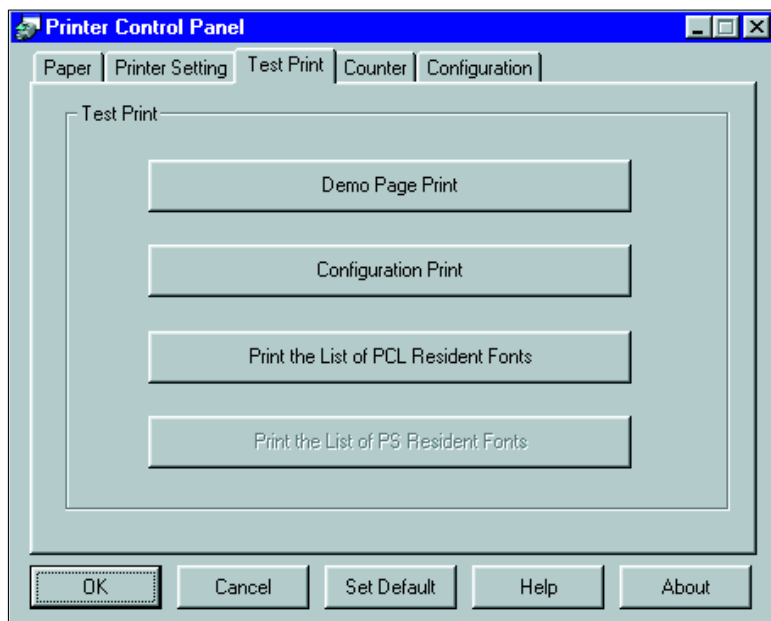 Printer Control Panel
Paper Printer Setting Test Print Counter Configuration
Test Print
Demo Page Print
Configuration Print
Print the List of PCL Resident Fonts
Print the List of PS Resident Fonts
OK Cancel Set Default Help About